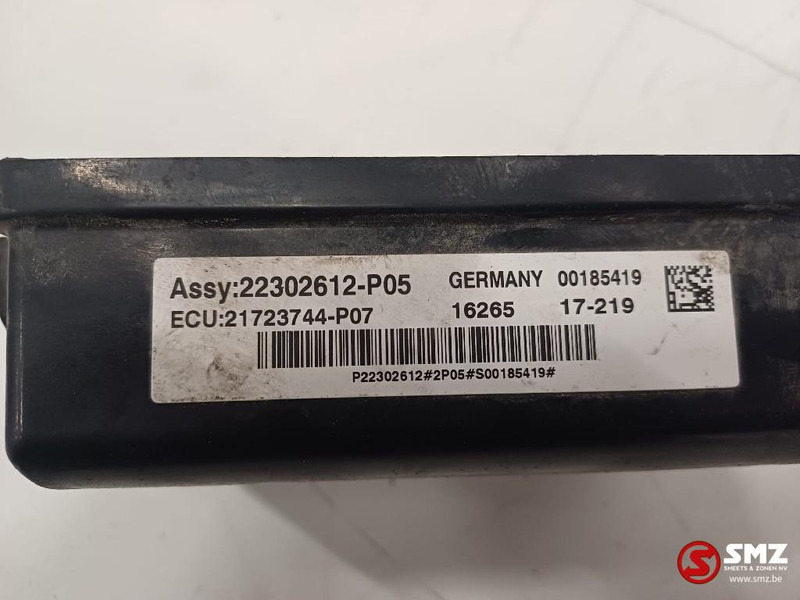 Assy:22302612-P05 GERMANY 00185419
ECU:21723744-P07 16265 17-219
P22302612#2P05#S00185419#
SMZ
SMEETS & ZONEN NV
www.smz.be